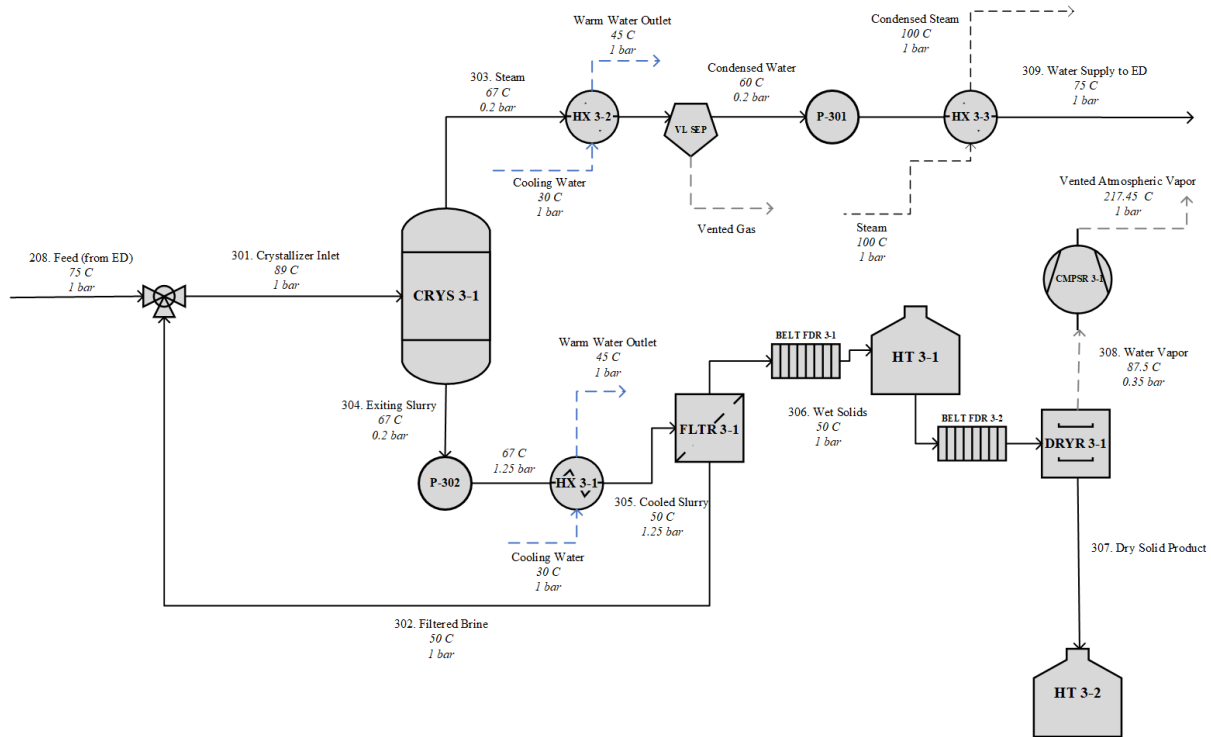 Warm Water Outlet
45 C
1 bar
Condensed Steam
100 C
1 bar
303. Steam
67 C
0.2 bar
Condensed Water
60 C
0.2 bar
309. Water Supply to ED
75 C
1 bar
HX 3-2
VL SEP
P-301
HX 3-3
Cooling Water
30 C
1 bar
Vented Gas
Steam
100 C
1 bar
Vented Atmospheric Vapor
217.45 C
1 bar
208. Feed (from ED)
75 C
1 bar
301. Crystallizer Inlet
89 C
1 bar
CRYS 3-1
CMPSR 3-1
Warm Water Outlet
45 C
1 bar
BELT FDR 3-1
HT 3-1
308. Water Vapor
87.5 C
0.35 bar
304. Exiting Slurry
67 C
0.2 bar
306. Wet Solids
50 C
1 bar
BELT FDR 3-2
FLTR 3-1
DRYR 3-1
P-302
67 C
1.25 bar
HX 3-1
305. Cooled Slurry
50 C
1.25 bar
Cooling Water
30 C
1 bar
307. Dry Solid Product
302. Filtered Brine
50 C
1 bar
HT 3-2